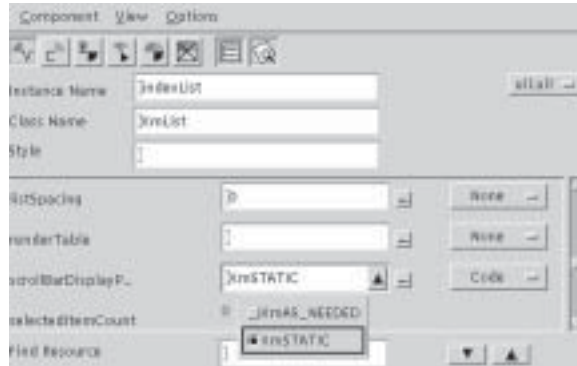 Component View Options
Instance Name IndexList
Class Name XmList
Style
listSpacing 0 None
renderTable None
scrollBarDisplayP... XmSTATIC Code
selectedItemCount XmAS_NEEDED
XmSTATIC
Find Resource